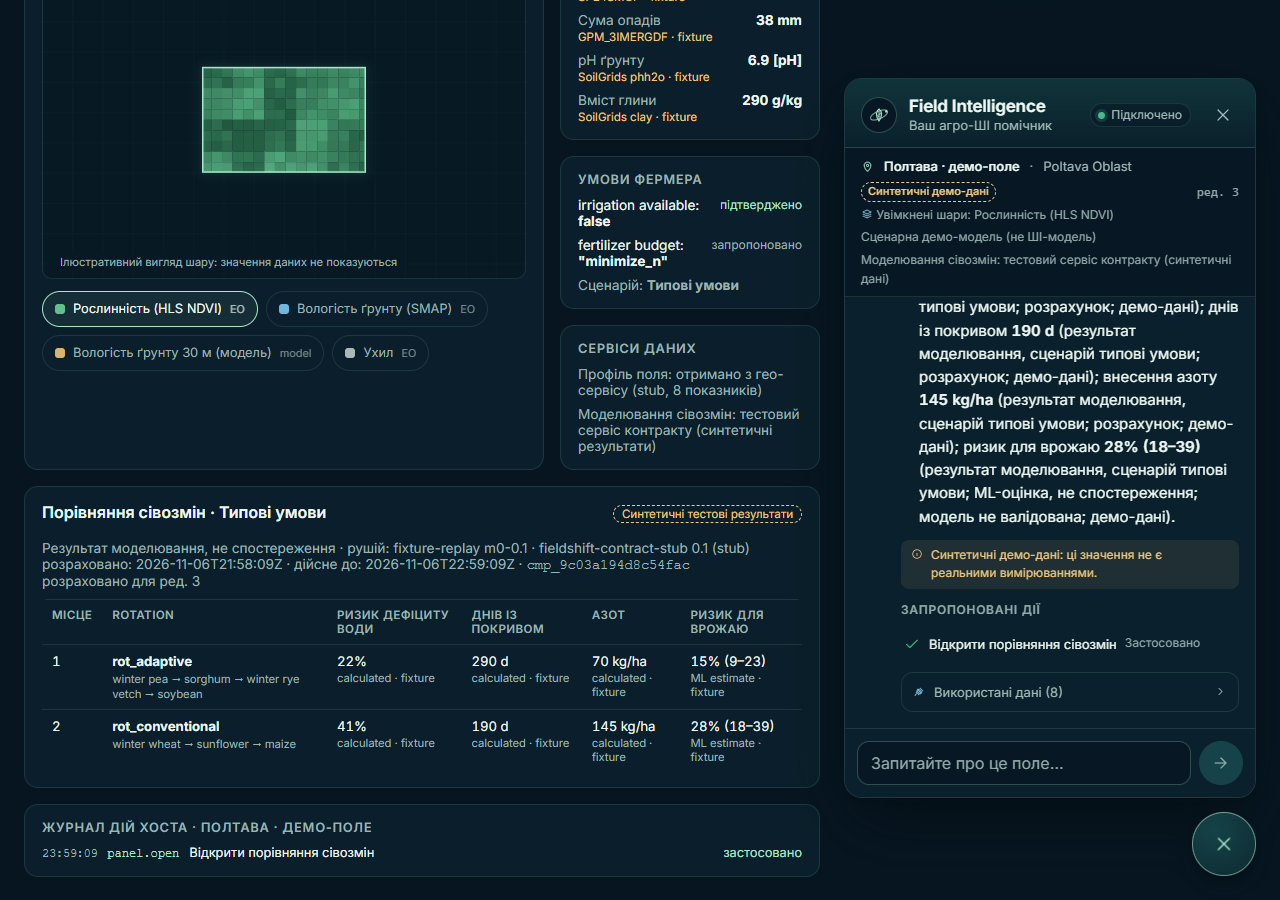 Ілюстративний вигляд шару: значення даних не показуються
Рослинність (HLS NDVI) EO
Вологість ґрунту (SMAP) EO
Вологість ґрунту 30 м (модель) model
Ухил EO
Сума опадів 38 mm
GPM_3IMERGDF · fixture
pH ґрунту 6.9 [pH]
SoilGrids phh2o · fixture
Вміст глини 290 g/kg
SoilGrids clay · fixture
УМОВИ ФЕРМЕРА
irrigation available: підтверджено
false
fertilizer budget: запропоновано
"minimize_n"
Сценарій: Типові умови
СЕРВІСИ ДАНИХ
Профіль поля: отримано з гео-
сервісу (stub, 8 показників)
Моделювання сівозмін: тестовий
сервіс контракту (синтетичні
результати)
Порівняння сівозмін · Типові умови
Синтетичні тестові результати
Результат моделювання, не спостереження · рушій: fixture-replay m0-0.1 · fieldshift-contract-stub 0.1 (stub)
розраховано: 2026-11-06T21:58:09Z · дійсне до: 2026-11-06T22:59:09Z · cmp_9c03a194d8c54fac
розраховано для ред. 3
МІСЦЕ ROTATION РИЗИК ДЕФІЦИТУ ДНІВ ІЗ АЗОТ РИЗИК ДЛЯ
ВОДИ ПОКРИВОМ ВРОЖАЮ
1 rot_adaptive 22% 290 d 70 kg/ha 15% (9–23)
winter pea → sorghum → winter rye calculated · fixture calculated · fixture calculated · ML estimate ·
vetch → soybean fixture fixture
2 rot_conventional 41% 190 d 145 kg/ha 28% (18–39)
winter wheat → sunflower → maize calculated · fixture calculated · fixture calculated · ML estimate ·
fixture fixture
ЖУРНАЛ ДІЙ ХОСТА · ПОЛТАВА · ДЕМО-ПОЛЕ
23:59:09 panel.open Відкрити порівняння сівозмін застосовано
Field Intelligence
Ваш агро-ШІ помічник
Підключено
Полтава · демо-поле · Poltava Oblast
Синтетичні демо-дані ред. 3
Увімкнені шари: Рослинність (HLS NDVI)
Сценарна демо-модель (не ШІ-модель)
Моделювання сівозмін: тестовий сервіс контракту (синтетичні
дані)
типові умови; розрахунок; демо-дані); днів
із покривом 190 d (результат
моделювання, сценарій типові умови;
розрахунок; демо-дані); внесення азоту
145 kg/ha (результат моделювання,
сценарій типові умови; розрахунок; демо-
дані); ризик для врожаю 28% (18–39)
(результат моделювання, сценарій типові
умови; ML-оцінка, не спостереження;
модель не валідована; демо-дані).
Синтетичні демо-дані: ці значення не є
реальними вимірюваннями.
ЗАПРОПОНОВАНІ ДІЇ
Відкрити порівняння сівозмін Застосовано
Використані дані (8)
Запитайте про це поле...